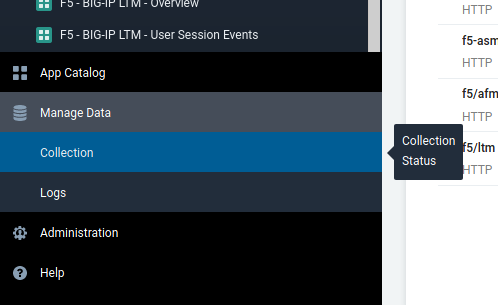 F5 - BIG-IP LTM - Overview
F5 - BIG-IP LTM - User Session Events
App Catalog
Manage Data
Collection
Logs
Administration
Help
Collection
Status
HTTP
f5-asm
HTTP
f5/afm
HTTP
f5/ltm
HTTP